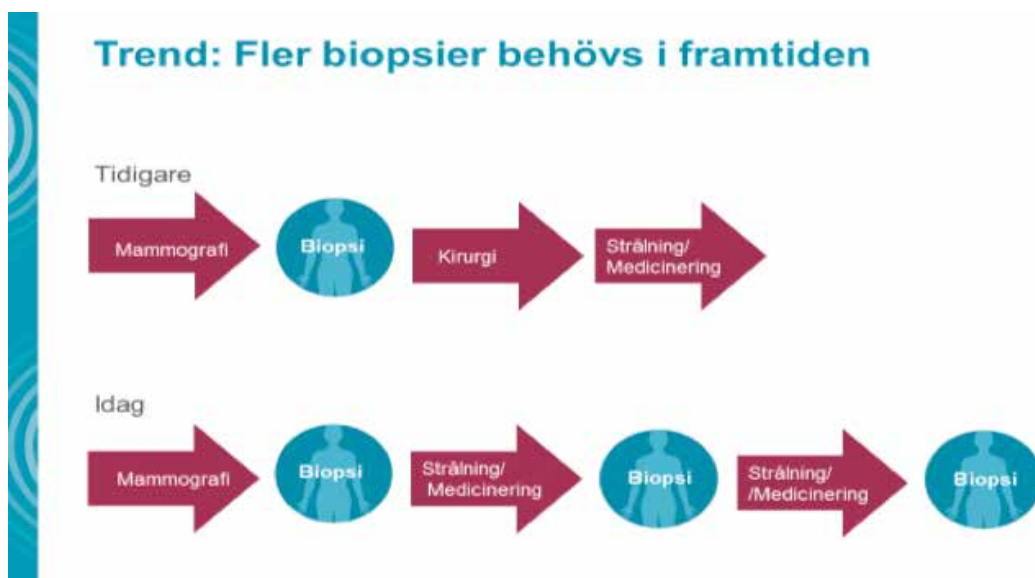 Trend: Fler biopsier behövs i framtiden
Tidigare
Mammografi
Biopsi
Kirurgi
Strålning/
Medicinering
Idag
Mammografi
Biopsi
Strålning/
Medicinering
Biopsi
Strålning/
/Medicinering
Biopsi